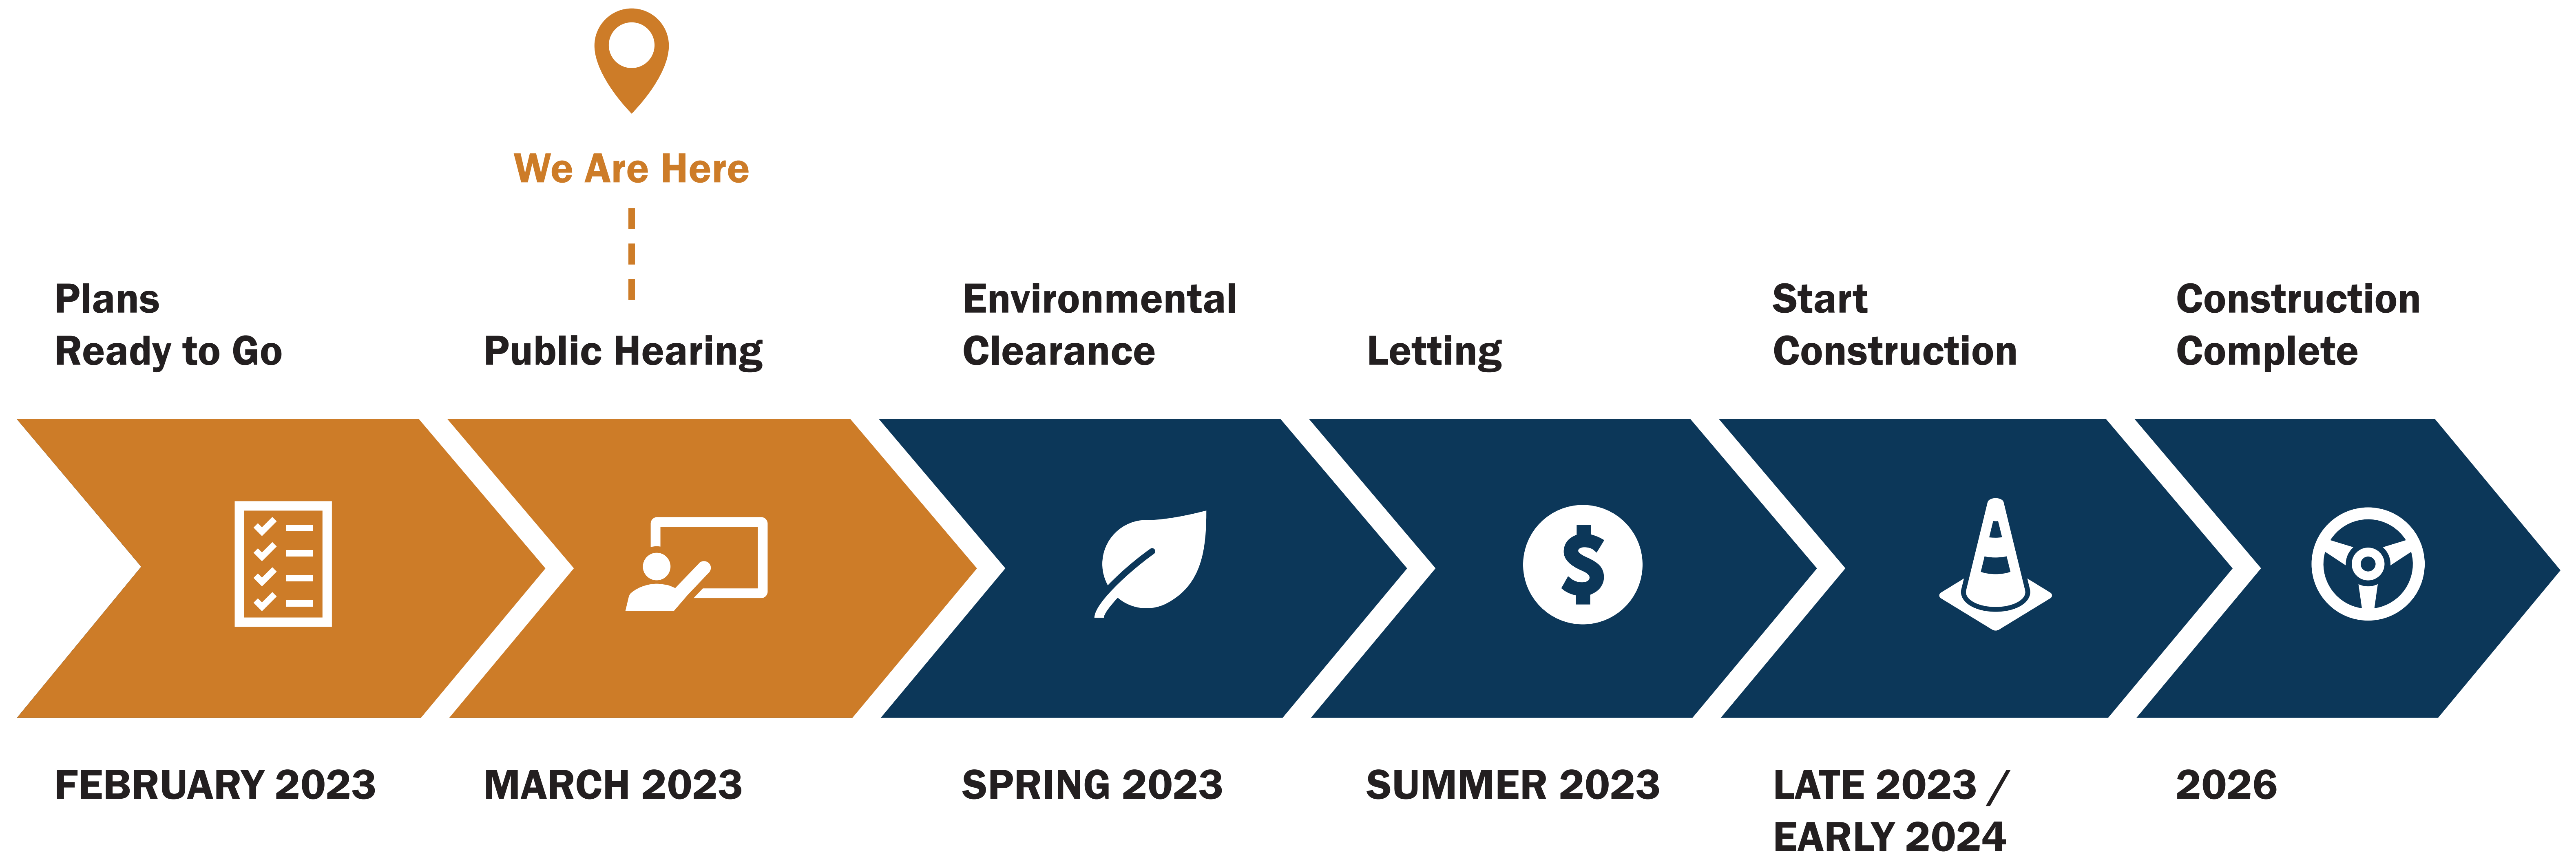 We Are Here
Plans
Ready to Go
Public Hearing
Environmental
Clearance
Letting
Start
Construction
Construction
Complete
$
FEBRUARY 2023
MARCH 2023
SPRING 2023
SUMMER 2023
LATE 2023 /
EARLY 2024
2026